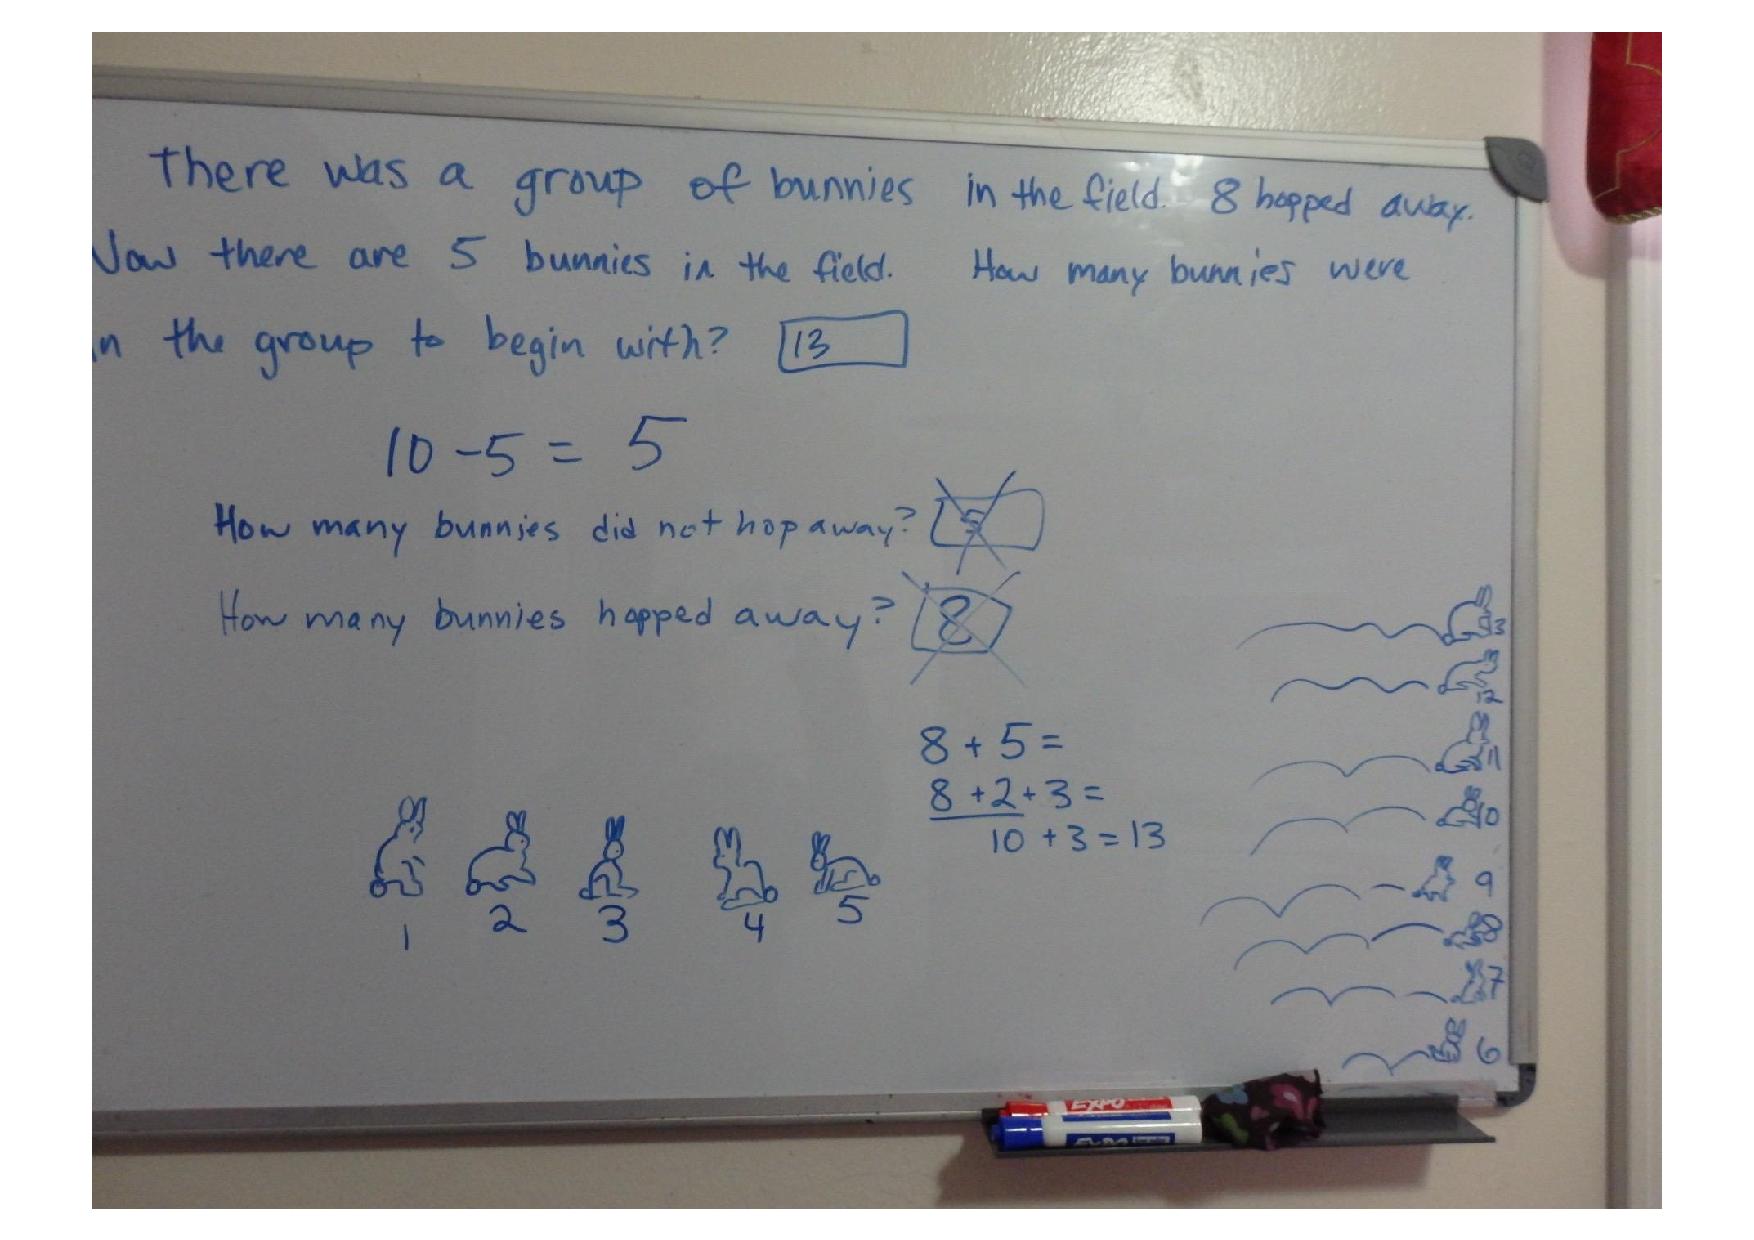 There was a group of bunnies in the field. 8 hopped away.
Now there are 5 bunnies in the field. How many bunnies were
in the group to begin with? 13
10 - 5 = 5
How many bunnies did not hop away? 5
How many bunnies hopped away? 8
8 + 5 =
8 + 2 + 3 =
10 + 3 = 13
1 2 3 4 5
13
12
11
10
9
8
7
6
EXPO
EXPO